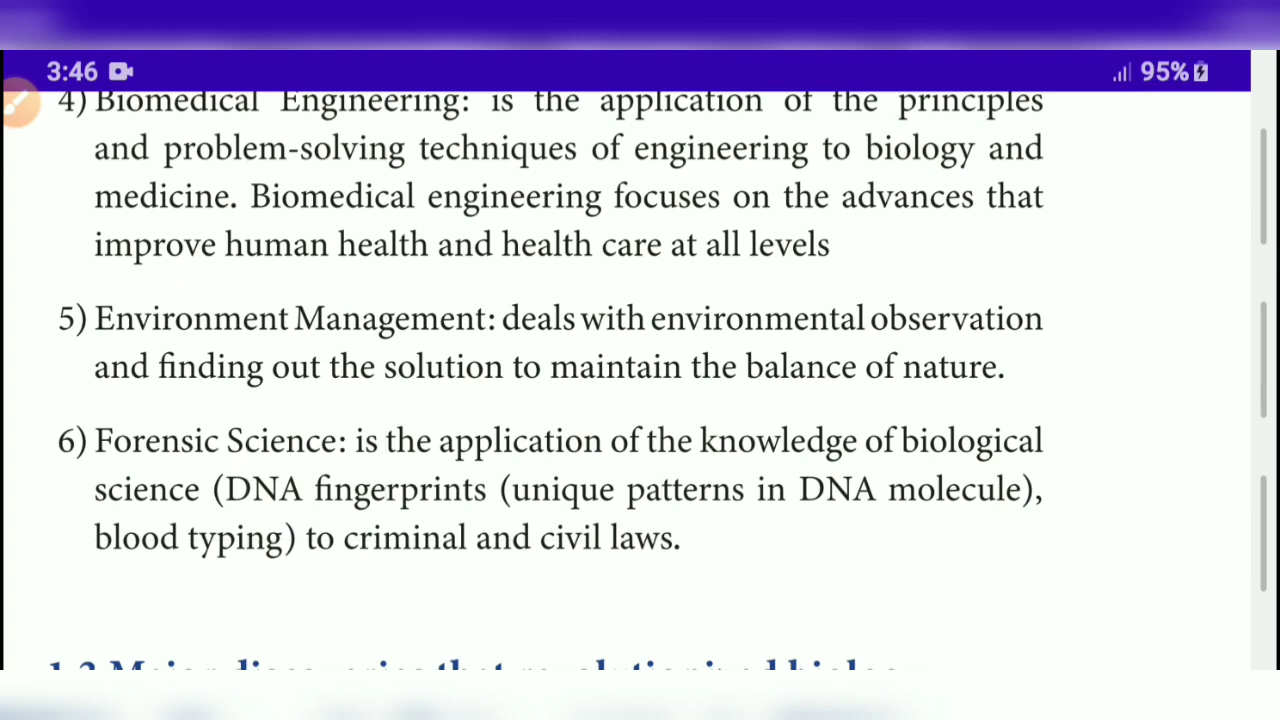 3:46 95%
4) Biomedical Engineering: is the application of the principles
and problem-solving techniques of engineering to biology and
medicine. Biomedical engineering focuses on the advances that
improve human health and health care at all levels
5) Environment Management: deals with environmental observation
and finding out the solution to maintain the balance of nature.
6) Forensic Science: is the application of the knowledge of biological
science (DNA fingerprints (unique patterns in DNA molecule),
blood typing) to criminal and civil laws.
Major discoveries that revolutionized